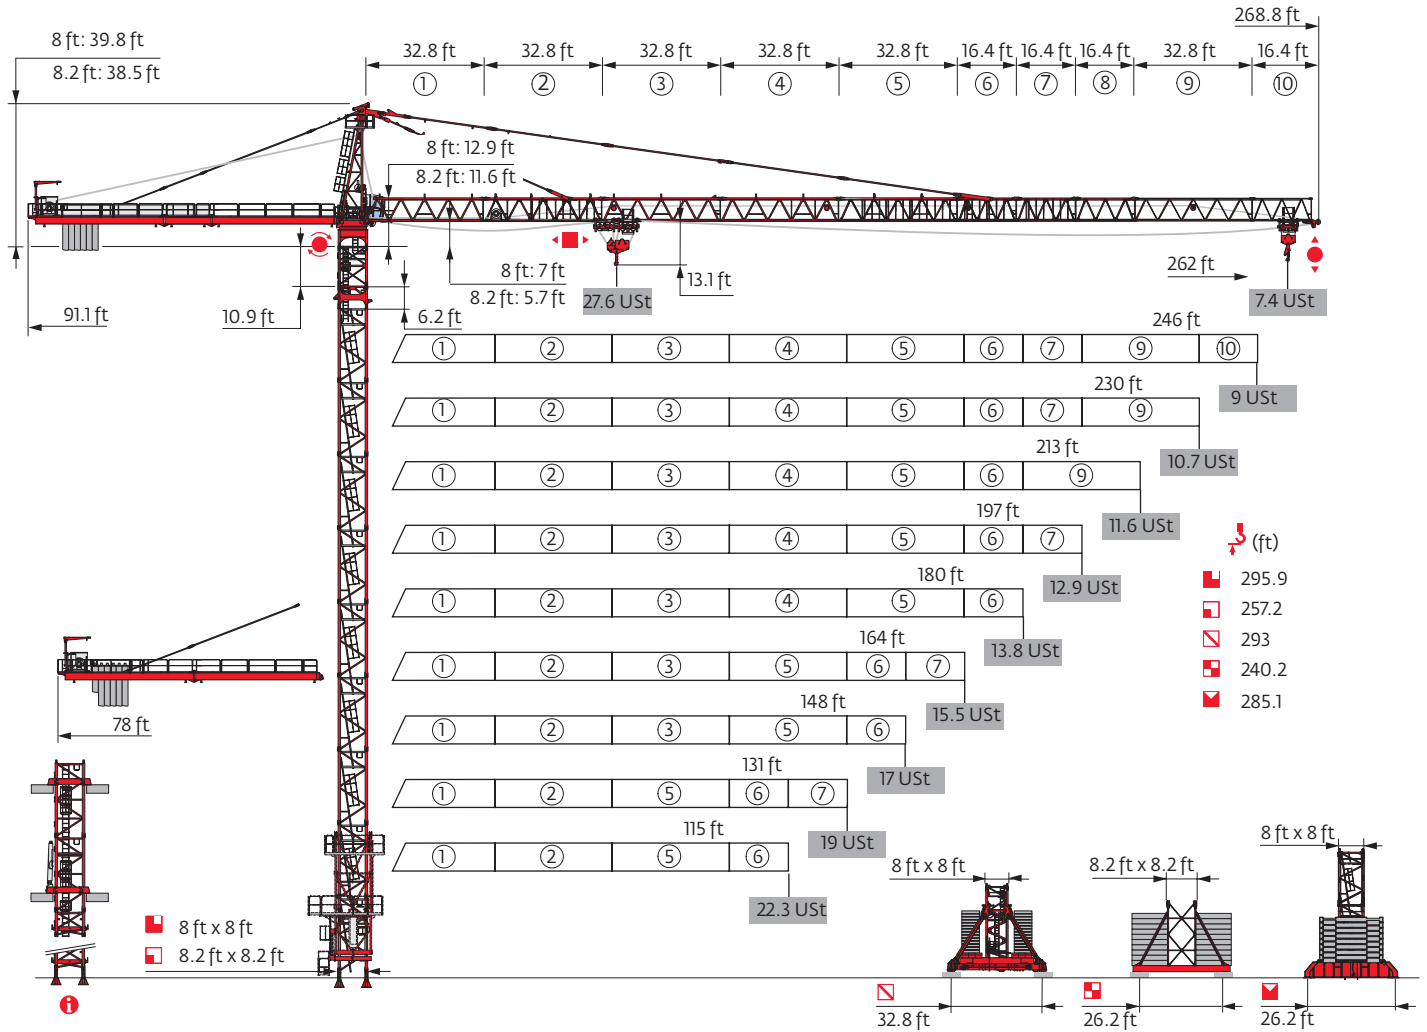 268.8 ft
8 ft: 39.8 ft
8.2 ft: 38.5 ft
32.8 ft 32.8 ft 32.8 ft 32.8 ft 32.8 ft 16.4 ft 16.4 ft 16.4 ft 32.8 ft 16.4 ft
1 2 3 4 5 6 7 8 9 10
8 ft: 12.9 ft
8.2 ft: 11.6 ft
8 ft: 7 ft
8.2 ft: 5.7 ft
13.1 ft
262 ft
27.6 USt
7.4 USt
91.1 ft
10.9 ft
6.2 ft
246 ft
1 2 3 4 5 6 7 9 10
9 USt
230 ft
1 2 3 4 5 6 7 9
10.7 USt
213 ft
1 2 3 4 5 6 9
11.6 USt
197 ft
1 2 3 4 5 6 7
12.9 USt
180 ft
1 2 3 4 5 6
13.8 USt
164 ft
1 2 3 5 6 7
15.5 USt
148 ft
1 2 3 5 6
17 USt
131 ft
1 2 5 6 7
19 USt
115 ft
1 2 5 6
22.3 USt
(ft)
295.9
257.2
293
240.2
285.1
78 ft
8 ft x 8 ft
8.2 ft x 8.2 ft
i
8 ft x 8 ft
32.8 ft
8.2 ft x 8.2 ft
26.2 ft
8 ft x 8 ft
26.2 ft